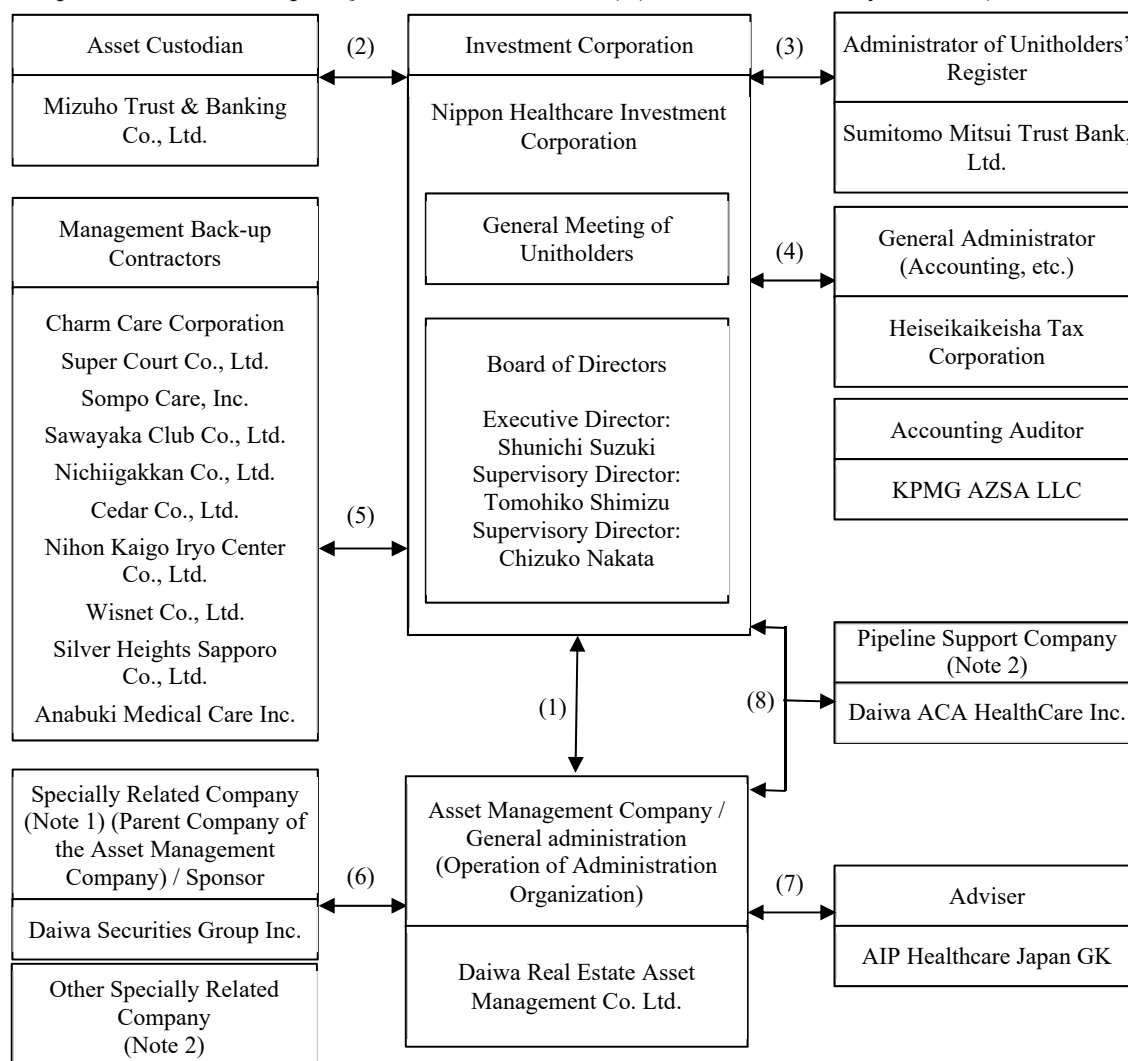 Asset Custodian
Mizuho Trust & Banking
Co., Ltd.
(2)
Investment Corporation
Nippon Healthcare Investment
Corporation
General Meeting of
Unitholders
Board of Directors
Executive Director:
Shunichi Suzuki
Supervisory Director:
Tomohiko Shimizu
Supervisory Director:
Chizuko Nakata
(3)
Administrator of Unitholders'
Register
Sumitomo Mitsui Trust Bank,
Ltd.
(4)
General Administrator
(Accounting, etc.)
Heiseikaikeisha Tax
Corporation
Accounting Auditor
KPMG AZSA LLC
Management Back-up
Contractors
Charm Care Corporation
Super Court Co., Ltd.
Sompo Care, Inc.
Sawayaka Club Co., Ltd.
Nichiigakkan Co., Ltd.
Cedar Co., Ltd.
Nihon Kaigo Iryo Center
Co., Ltd.
Wisnet Co., Ltd.
Silver Heights Sapporo
Co., Ltd.
Anabuki Medical Care Inc.
(5)
(1)
(8)
Pipeline Support Company
(Note 2)
Daiwa ACA HealthCare Inc.
Specially Related Company
(Note 1) (Parent Company of
the Asset Management
Company) / Sponsor
Daiwa Securities Group Inc.
Other Specially Related
Company
(Note 2)
(6)
Asset Management Company /
General administration
(Operation of Administration
Organization)
Daiwa Real Estate Asset
Management Co. Ltd.
(7)
Adviser
AIP Healthcare Japan GK